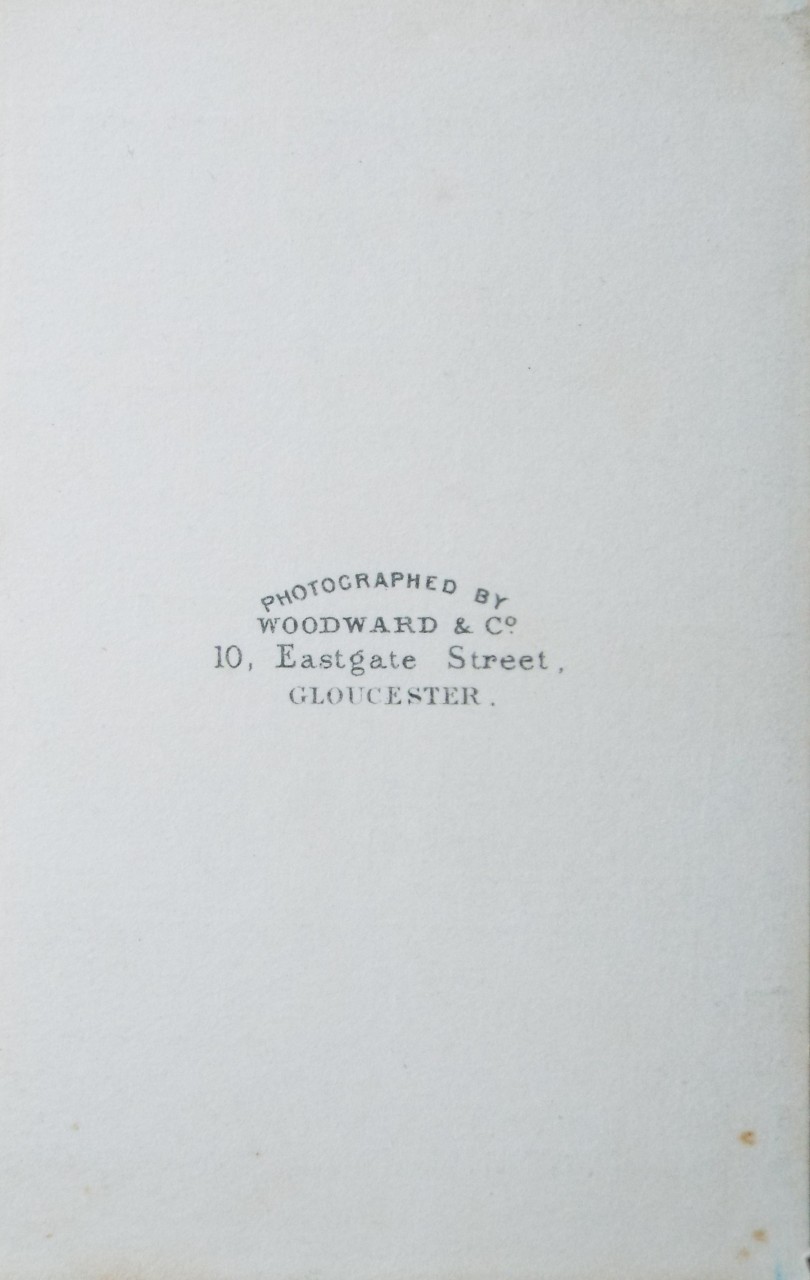 PHOTOGRAPHED BY
WOODWARD & Cº
10, Eastgate Street,
GLOUCESTER.